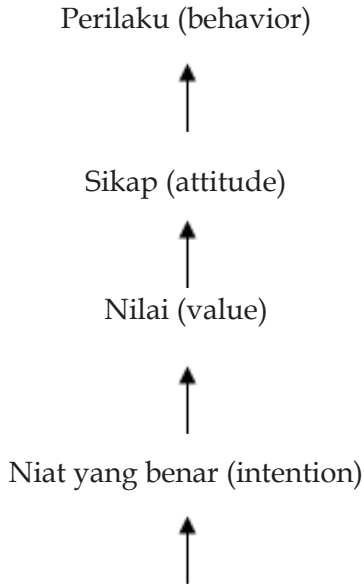 Perilaku (behavior)
Sikap (attitude)
Nilai (value)
Niat yang benar (intention)